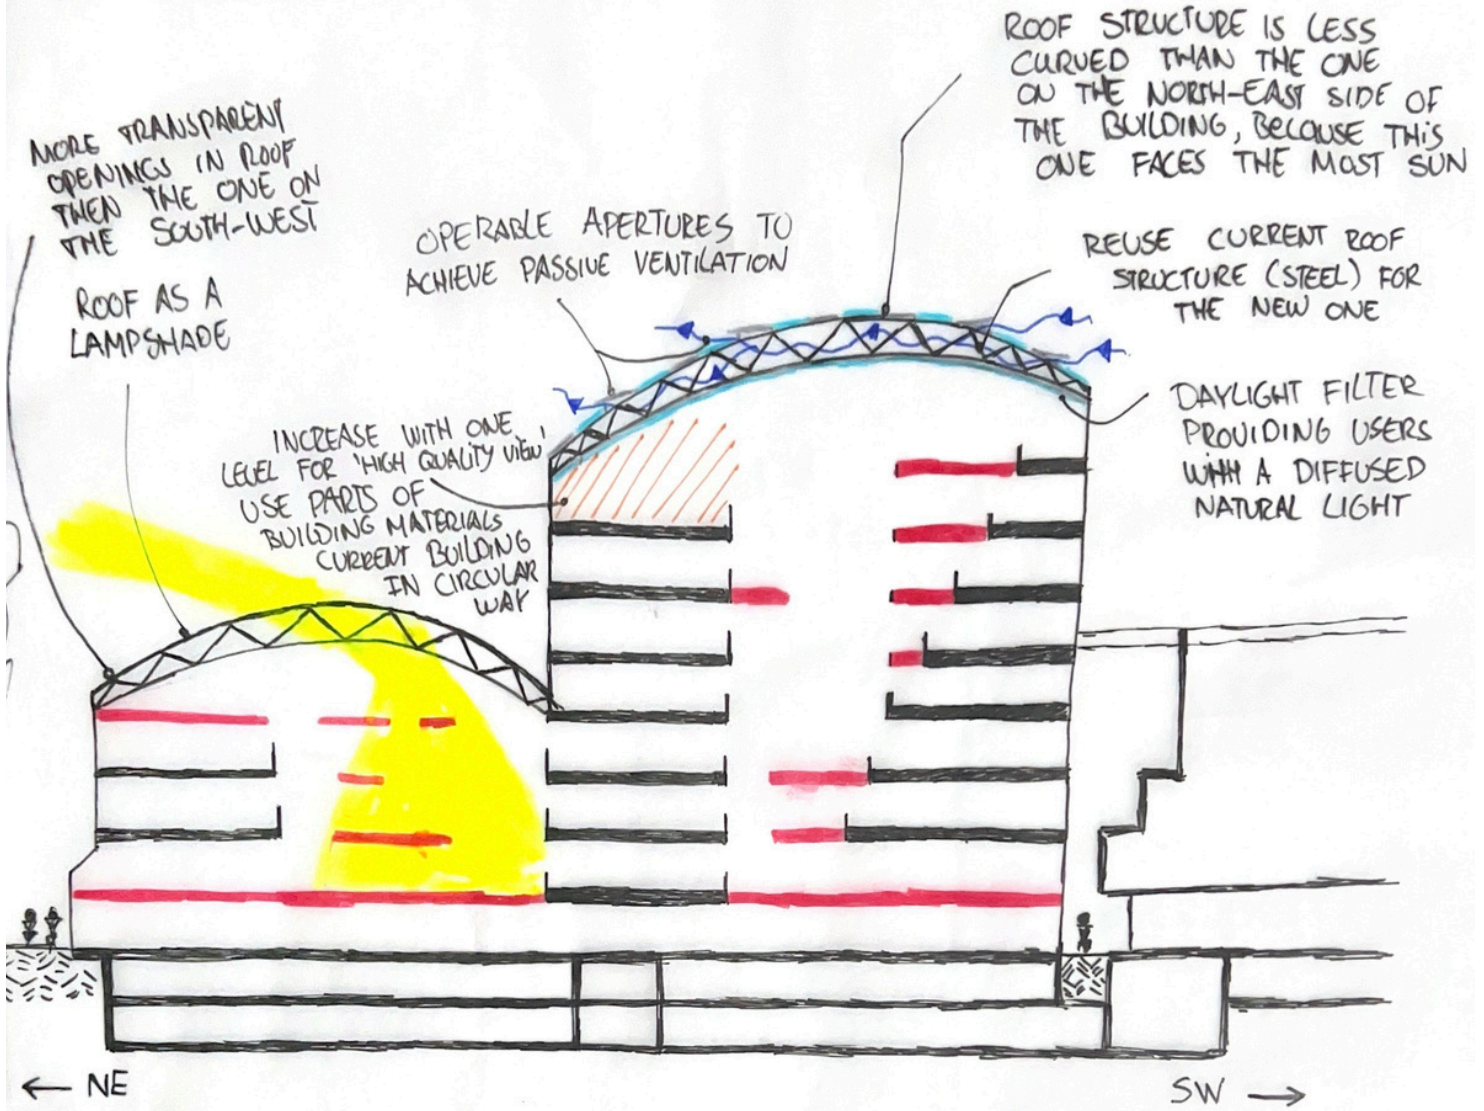 MORE TRANSPARENT
OPENINGS IN ROOF
THEN THE ONE ON
THE SOUTH-WEST
ROOF AS A
LAMPSHADE
OPERABLE APERTURES TO
ACHIEVE PASSIVE VENTILATION
INCREASE WITH ONE
LEVEL FOR 'HIGH QUALITY VIEW'
USE PARTS OF
BUILDING MATERIALS
CURRENT BUILDING
IN CIRCULAR
WAY
ROOF STRUCTURE IS LESS
CURVED THAN THE ONE
ON THE NORTH-EAST SIDE OF
THE BUILDING, BECAUSE THIS
ONE FACES THE MOST SUN
REUSE CURRENT ROOF
STRUCTURE (STEEL) FOR
THE NEW ONE
DAYLIGHT FILTER
PROVIDING USERS
WITH A DIFFUSED
NATURAL LIGHT
← NE
SW →